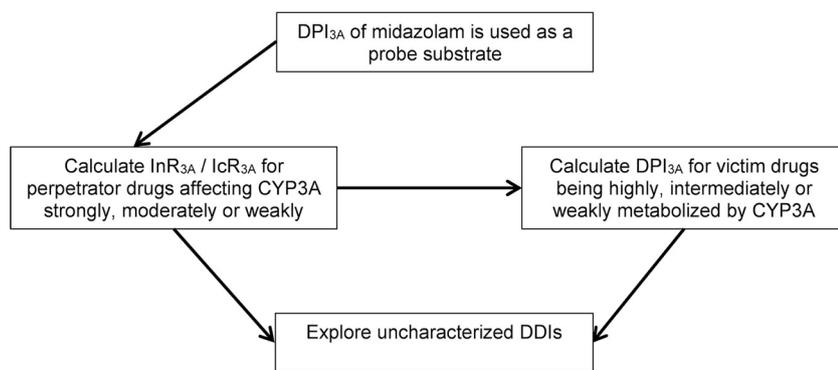 DPI3A of midazolam is used as a
probe substrate
Calculate InR3A / IcR3A for
perpetrator drugs affecting CYP3A
strongly, moderately or weakly
Calculate DPI3A for victim drugs
being highly, intermediately or
weakly metabolized by CYP3A
Explore uncharacterized DDIs